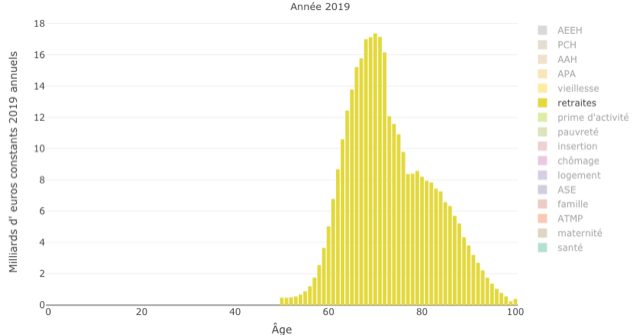 Année 2019
Milliards d' euros constants 2019 annuels
18
16
14
12
10
8
6
4
2
0
0
20
40
60
80
100
Âge
AEEH
PCH
AAH
APA
vieillesse
retraites
prime d'activité
pauvreté
insertion
chômage
logement
ASE
famille
ATMP
maternité
santé